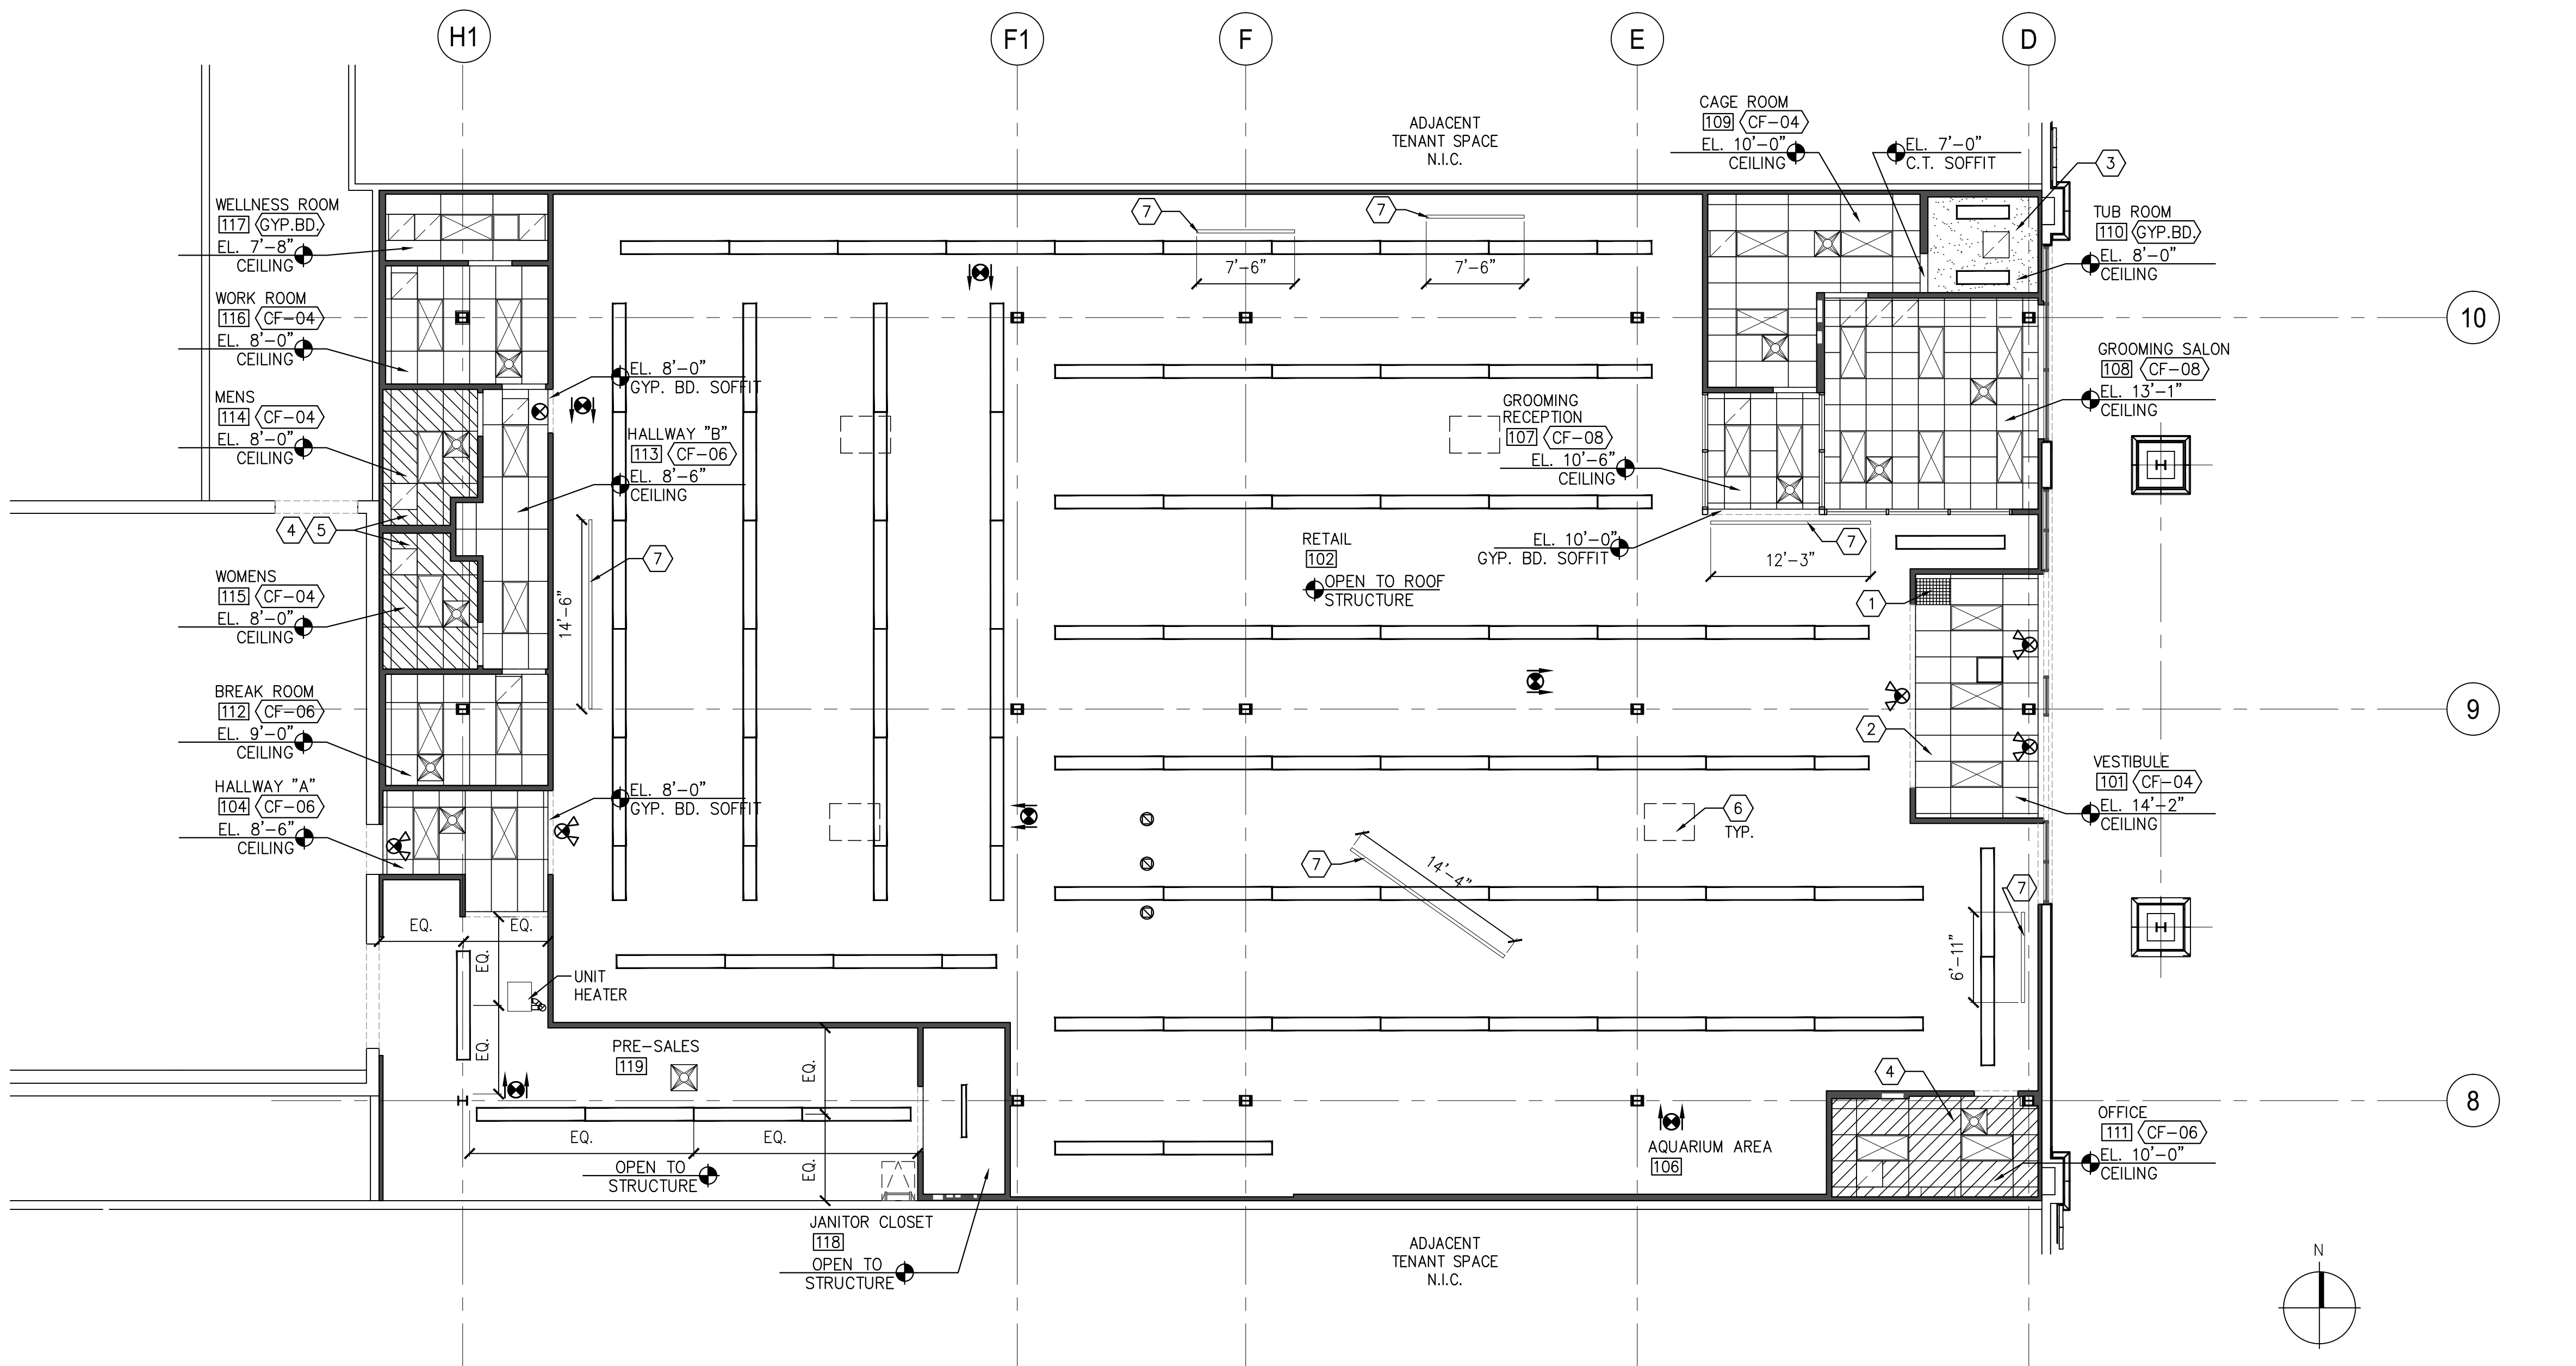 H1
F1
F
E
D
ADJACENT
TENANT SPACE
N.I.C.
CAGE ROOM
109 CF-04
EL. 10'-0"
CEILING
EL. 7'-0"
C.T. SOFFIT
3
WELLNESS ROOM
117 GYP.BD.
EL. 7'-8"
CEILING
7
7
7'-6"
7'-6"
TUB ROOM
110 GYP.BD.
EL. 8'-0"
CEILING
WORK ROOM
116 CF-04
EL. 8'-0"
CEILING
10
EL. 8'-0"
GYP. BD. SOFFIT
GROOMING SALON
108 CF-08
EL. 13'-1"
CEILING
MENS
114 CF-04
EL. 8'-0"
CEILING
HALLWAY "B"
113 CF-06
EL. 8'-6"
CEILING
GROOMING
RECEPTION
107 CF-08
EL. 10'-6"
CEILING
4 5
7
14'-6"
RETAIL
102
OPEN TO ROOF
STRUCTURE
EL. 10'-0"
GYP. BD. SOFFIT
7
12'-3"
WOMENS
115 CF-04
EL. 8'-0"
CEILING
1
BREAK ROOM
112 CF-06
EL. 9'-0"
CEILING
9
2
HALLWAY "A"
104 CF-06
EL. 8'-6"
CEILING
EL. 8'-0"
GYP. BD. SOFFIT
VESTIBULE
101 CF-04
EL. 14'-2"
CEILING
6
TYP.
7
14'-4"
7
6'-11"
EQ.
EQ.
EQ.
EQ.
UNIT
HEATER
PRE-SALES
119
EQ.
4
8
EQ.
EQ.
EQ.
OPEN TO
STRUCTURE
AQUARIUM AREA
106
OFFICE
111 CF-06
EL. 10'-0"
CEILING
JANITOR CLOSET
118
OPEN TO
STRUCTURE
ADJACENT
TENANT SPACE
N.I.C.
N